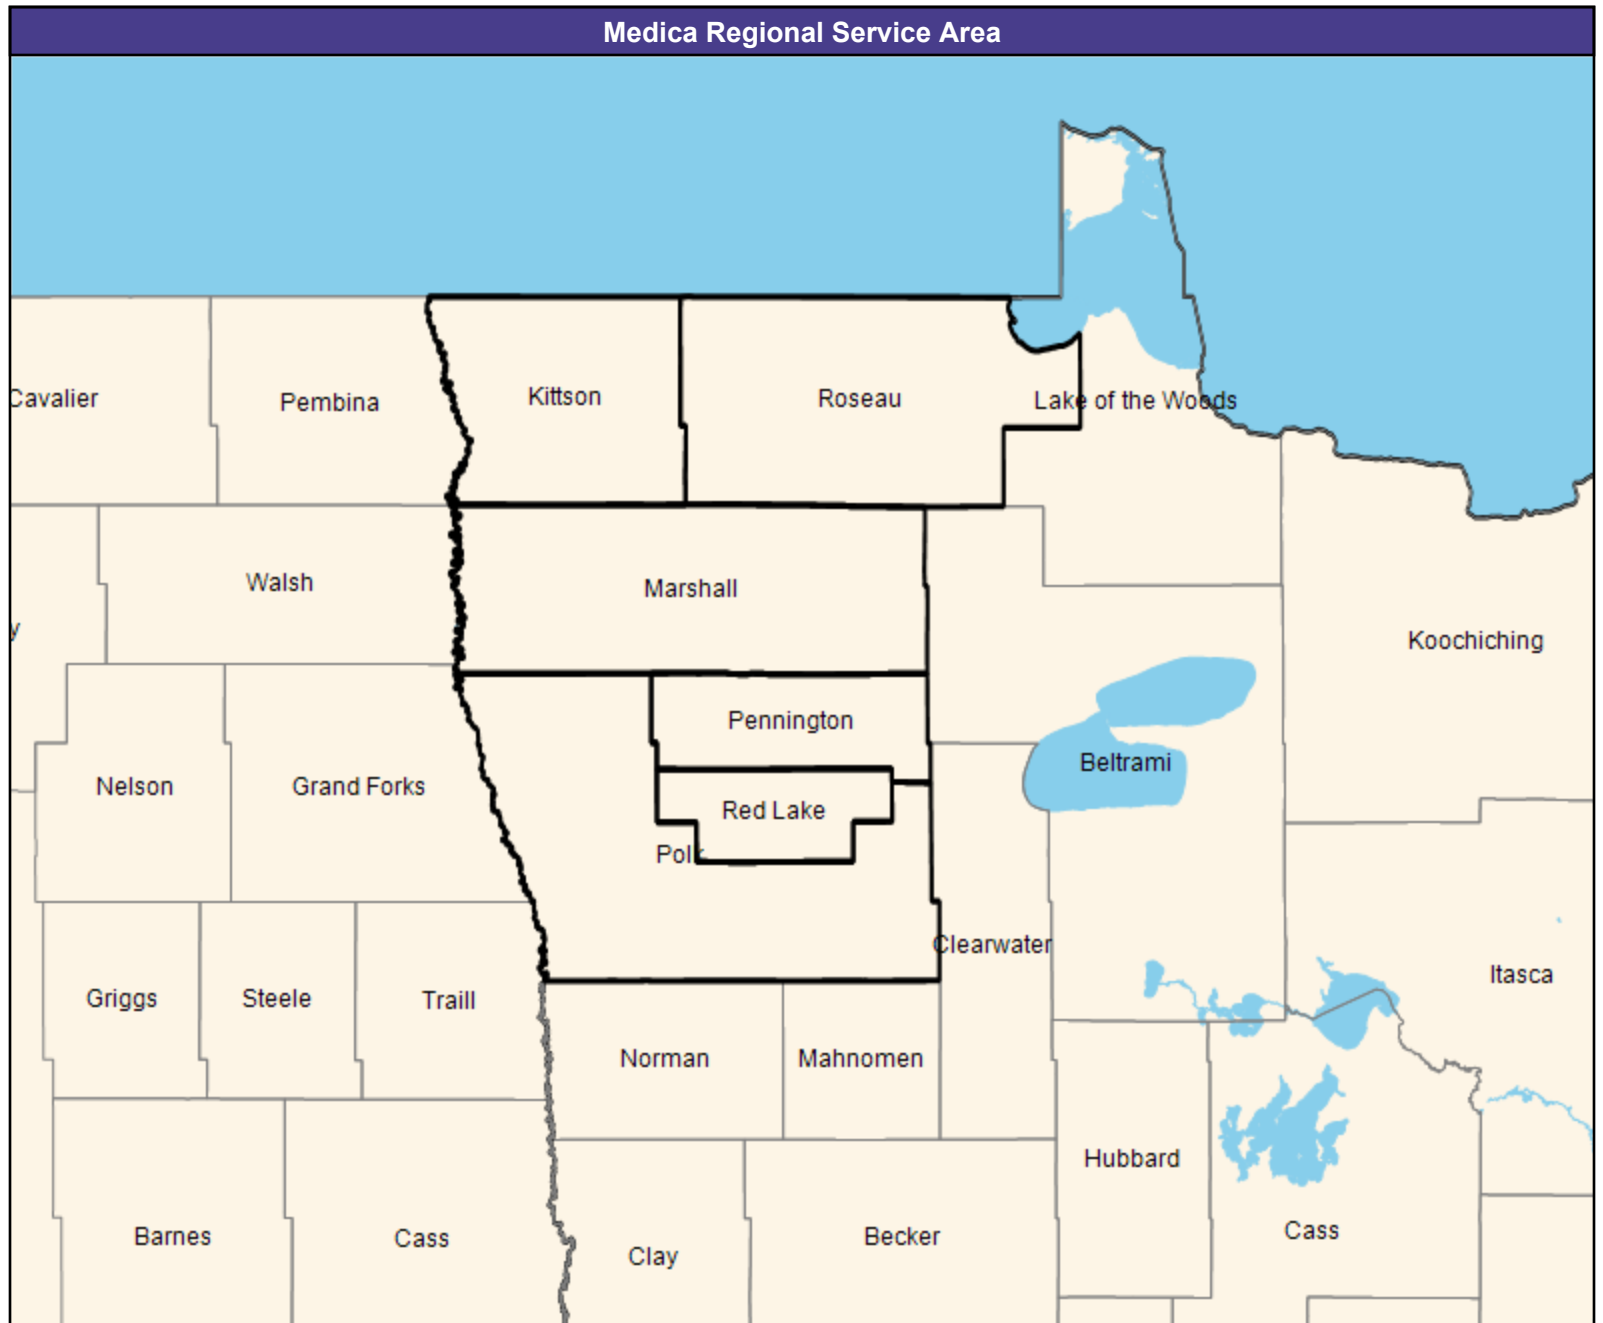 Medica Regional Service Area
Cavalier
Pembina
Kittson
Roseau
Lake of the Woods
Walsh
Marshall
y
Koochiching
Pennington
Beltrami
Nelson
Grand Forks
Red Lake
Polk
Clearwater
Itasca
Griggs
Steele
Traill
Norman
Mahnomen
Hubbard
Barnes
Cass
Clay
Becker
Cass